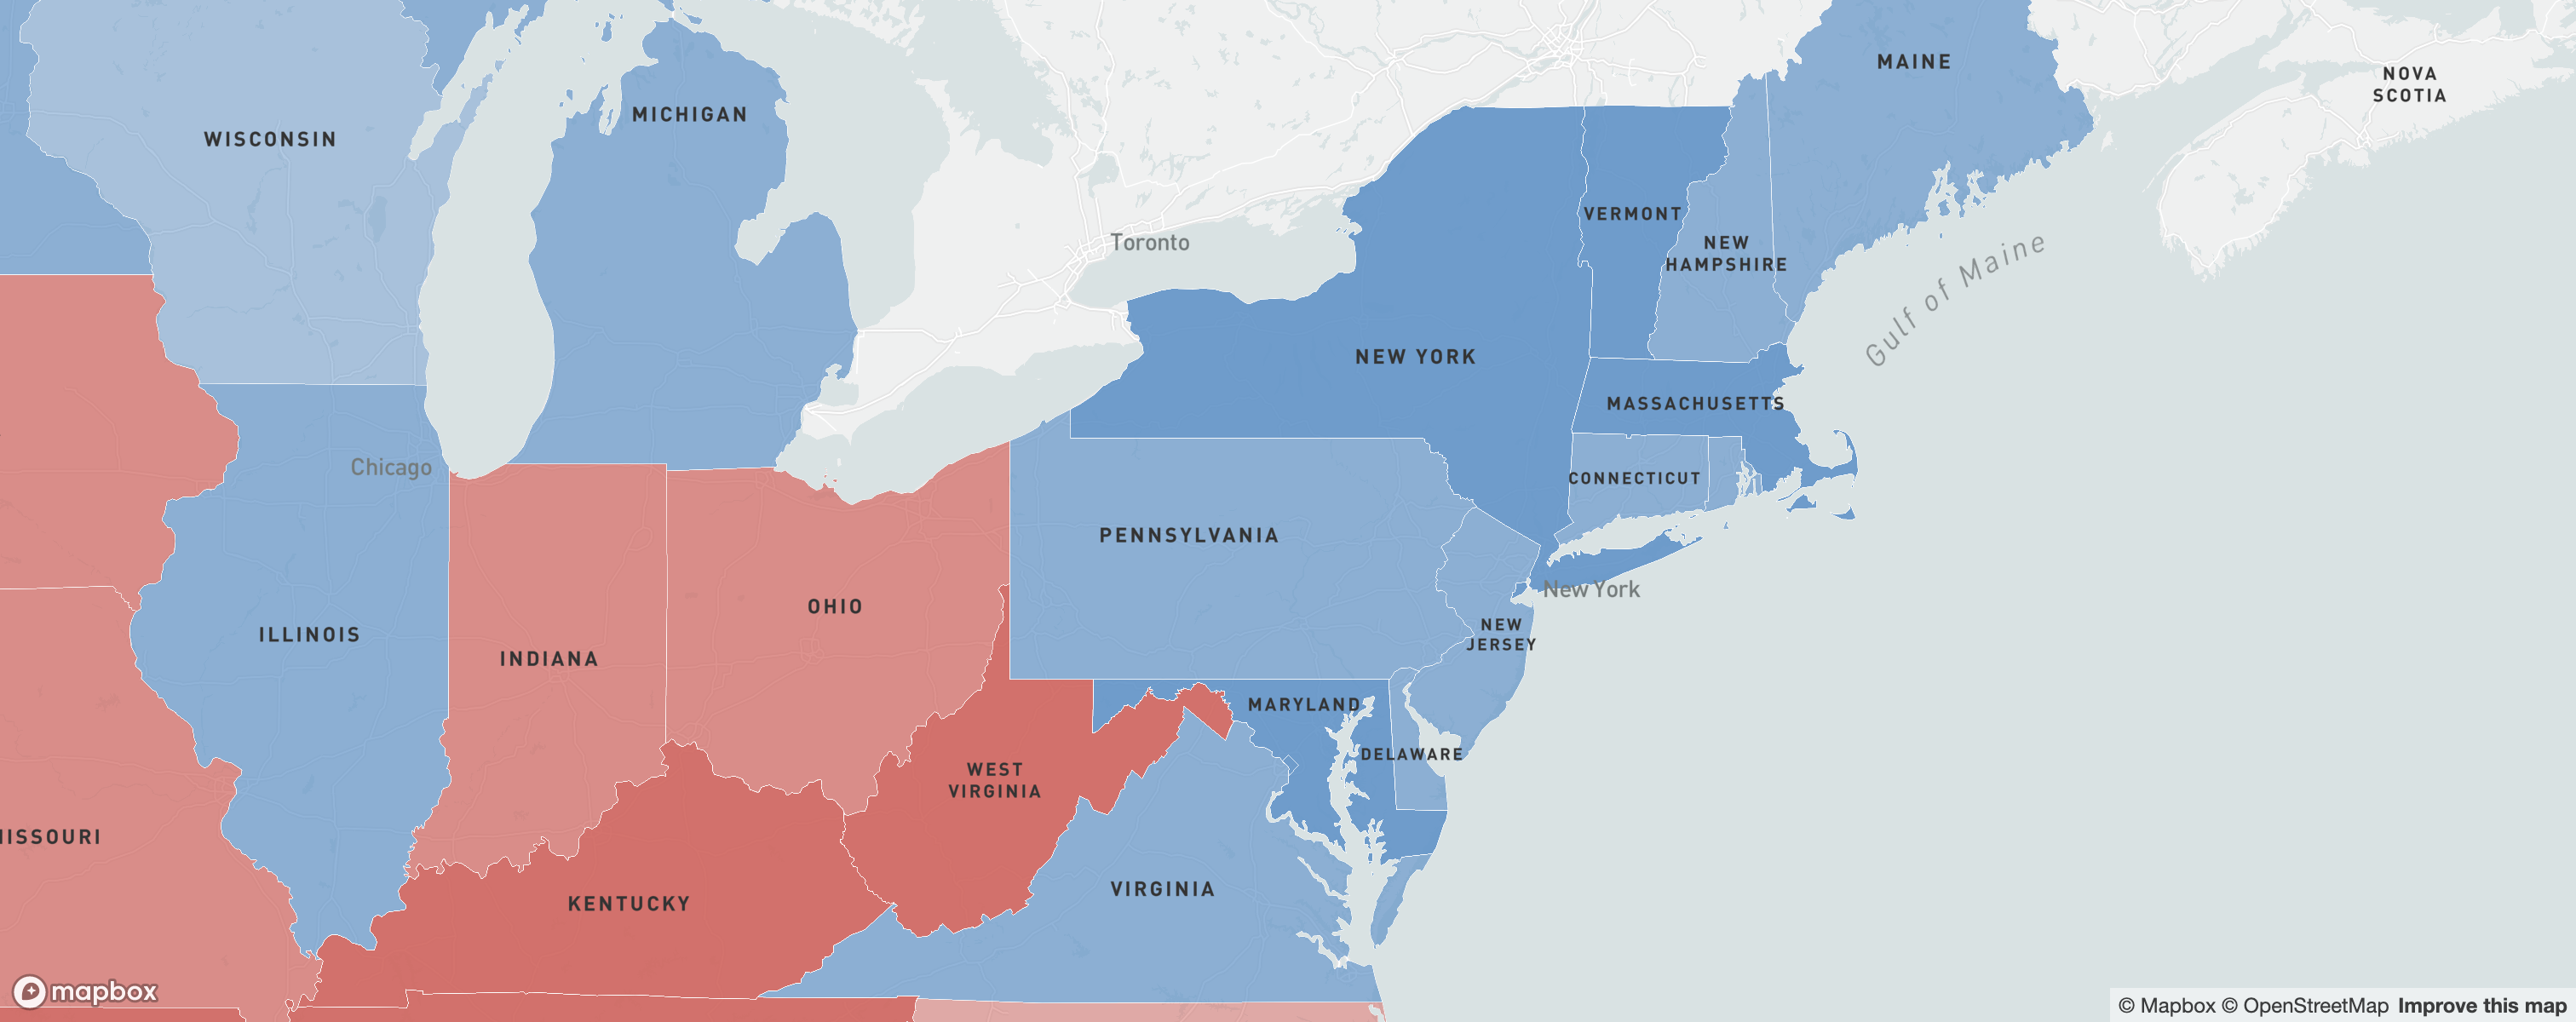 MAINE
NOVA
SCOTIA
MICHIGAN
WISCONSIN
VERMONT
Toronto
NEW
HAMPSHIRE
Gulf of Maine
NEW YORK
MASSACHUSETTS
Chicago
CONNECTICUT
PENNSYLVANIA
New York
OHIO
NEW
JERSEY
ILLINOIS
INDIANA
MARYLAND
DELAWARE
WEST
VIRGINIA
ISSOURI
VIRGINIA
KENTUCKY
mapbox
© Mapbox © OpenStreetMap Improve this map